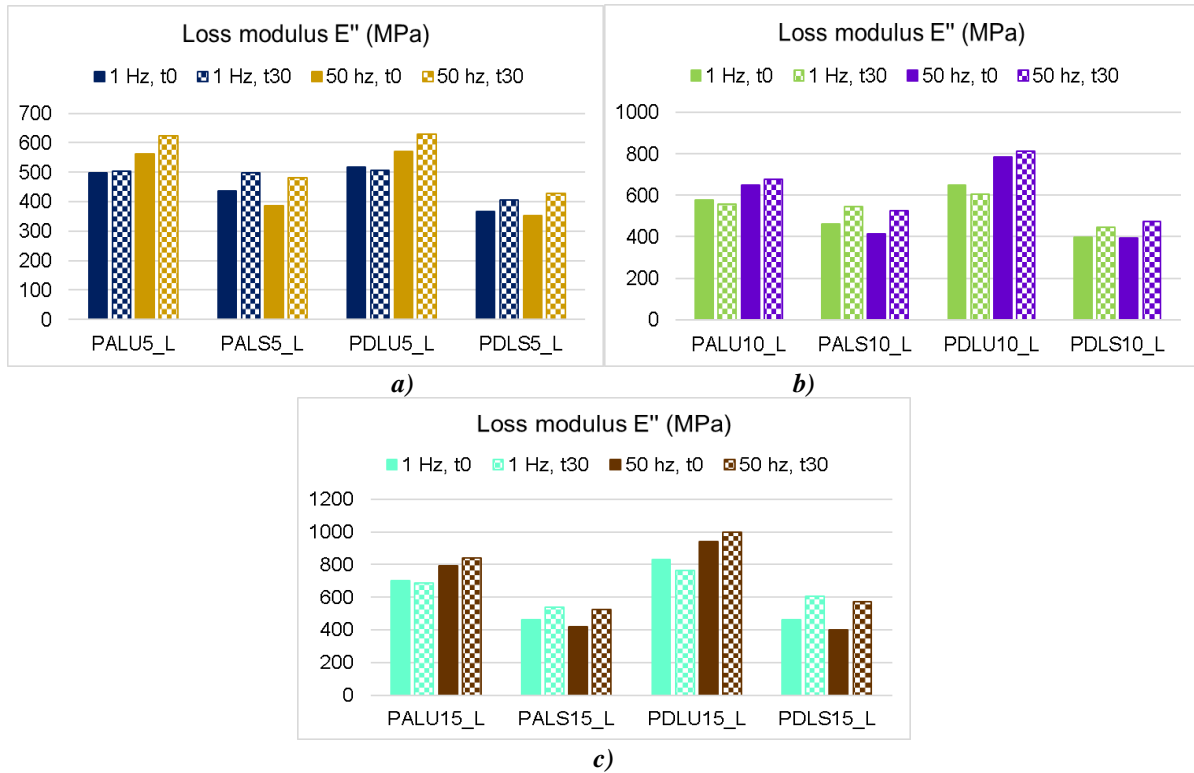 Loss modulus E" (MPa)
1 Hz, t0 1 Hz, t30 50 hz, t0 50 hz, t30
700
600
500
400
300
200
100
0
PALU5_L PALS5_L PDLU5_L PDLS5_L
a)
Loss modulus E" (MPa)
1 Hz, t0 1 Hz, t30 50 hz, t0 50 hz, t30
1000
800
600
400
200
0
PALU10_L PALS10_L PDLU10_L PDLS10_L
b)
Loss modulus E" (MPa)
1 Hz, t0 1 Hz, t30 50 hz, t0 50 hz, t30
1200
1000
800
600
400
200
0
PALU15_L PALS15_L PDLU15_L PDLS15_L
c)